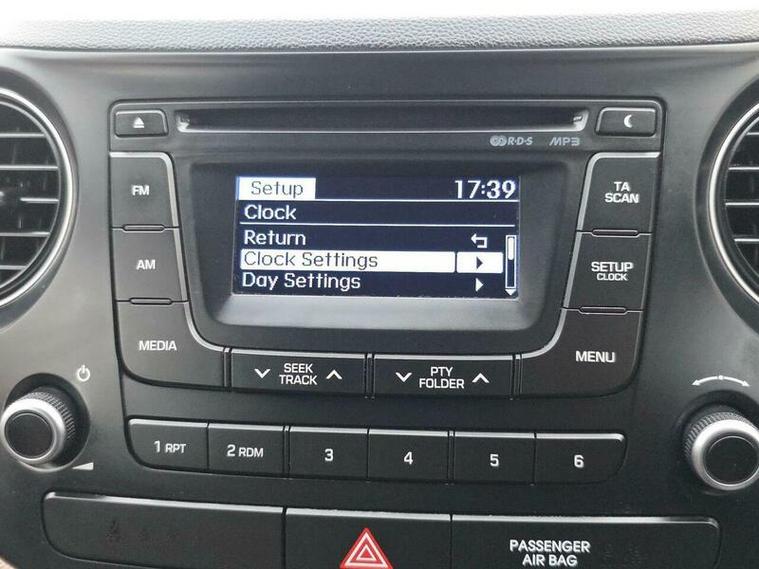 R·D·S MP3
FM
Setup 17:39
TA
SCAN
Clock
Return
Clock Settings
Day Settings
AM
SETUP
CLOCK
MEDIA
MENU
SEEK
TRACK
PTY
FOLDER
1 RPT
2 RDM
3
4
5
6
PASSENGER
AIR BAG